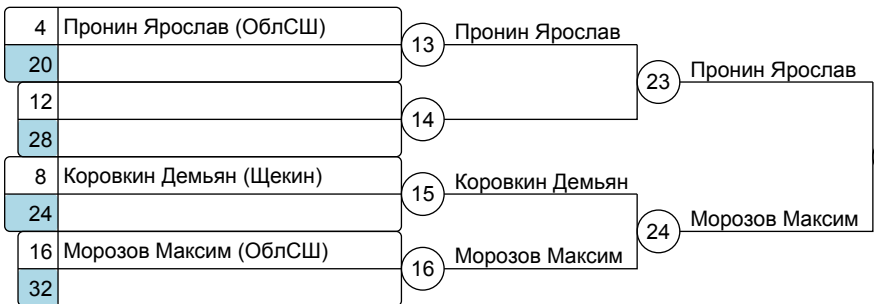 4 Пронин Ярослав (ОблСШ)
13 Пронин Ярослав
20
23 Пронин Ярослав
12
14
28
8 Коровкин Демьян (Щекин)
15 Коровкин Демьян
24
24 Морозов Максим
16 Морозов Максим (ОблСШ)
16 Морозов Максим
32